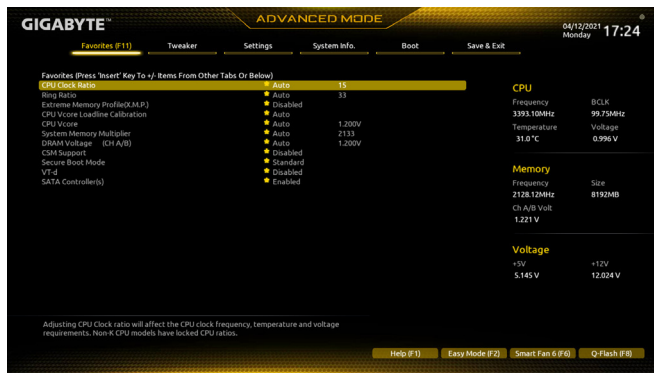 GIGABYTE™
ADVANCED MODE
04/12/2021 Monday 17:24
Favorites (F11) Tweaker Settings System Info. Boot Save & Exit
Favorites (Press 'Insert' Key To +/- Items From Other Tabs Or Below)
CPU Clock Ratio Auto 15
Ring Ratio Auto 33
Extreme Memory Profile(X.M.P.) Disabled
CPU Vcore Loadline Calibration Auto
CPU Vcore Auto 1.200V
System Memory Multiplier Auto 2133
DRAM Voltage (CH A/B) Auto 1.200V
CSM Support Disabled
Secure Boot Mode Standard
VT-d Disabled
SATA Controller(s) Enabled
CPU
Frequency BCLK
3393.10MHz 99.75MHz
Temperature Voltage
31.0 °C 0.996 V
Memory
Frequency Size
2128.12MHz 8192MB
Ch A/B Volt
1.221 V
Voltage
+5V +12V
5.145 V 12.024 V
Adjusting CPU Clock ratio will affect the CPU clock frequency, temperature and voltage
requirements. Non-K CPU models have locked CPU ratios.
Help (F1) Easy Mode (F2) Smart Fan 6 (F6) Q-Flash (F8)